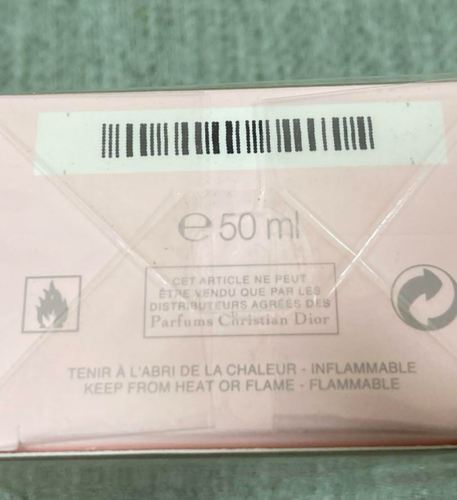 ℮ 50 ml
CET ARTICLE NE PEUT
ÊTRE VENDU QUE PAR LES
DISTRIBUTEURS AGRÉÉS DES
Parfums Christian Dior
TENIR À L'ABRI DE LA CHALEUR - INFLAMMABLE
KEEP FROM HEAT OR FLAME - FLAMMABLE